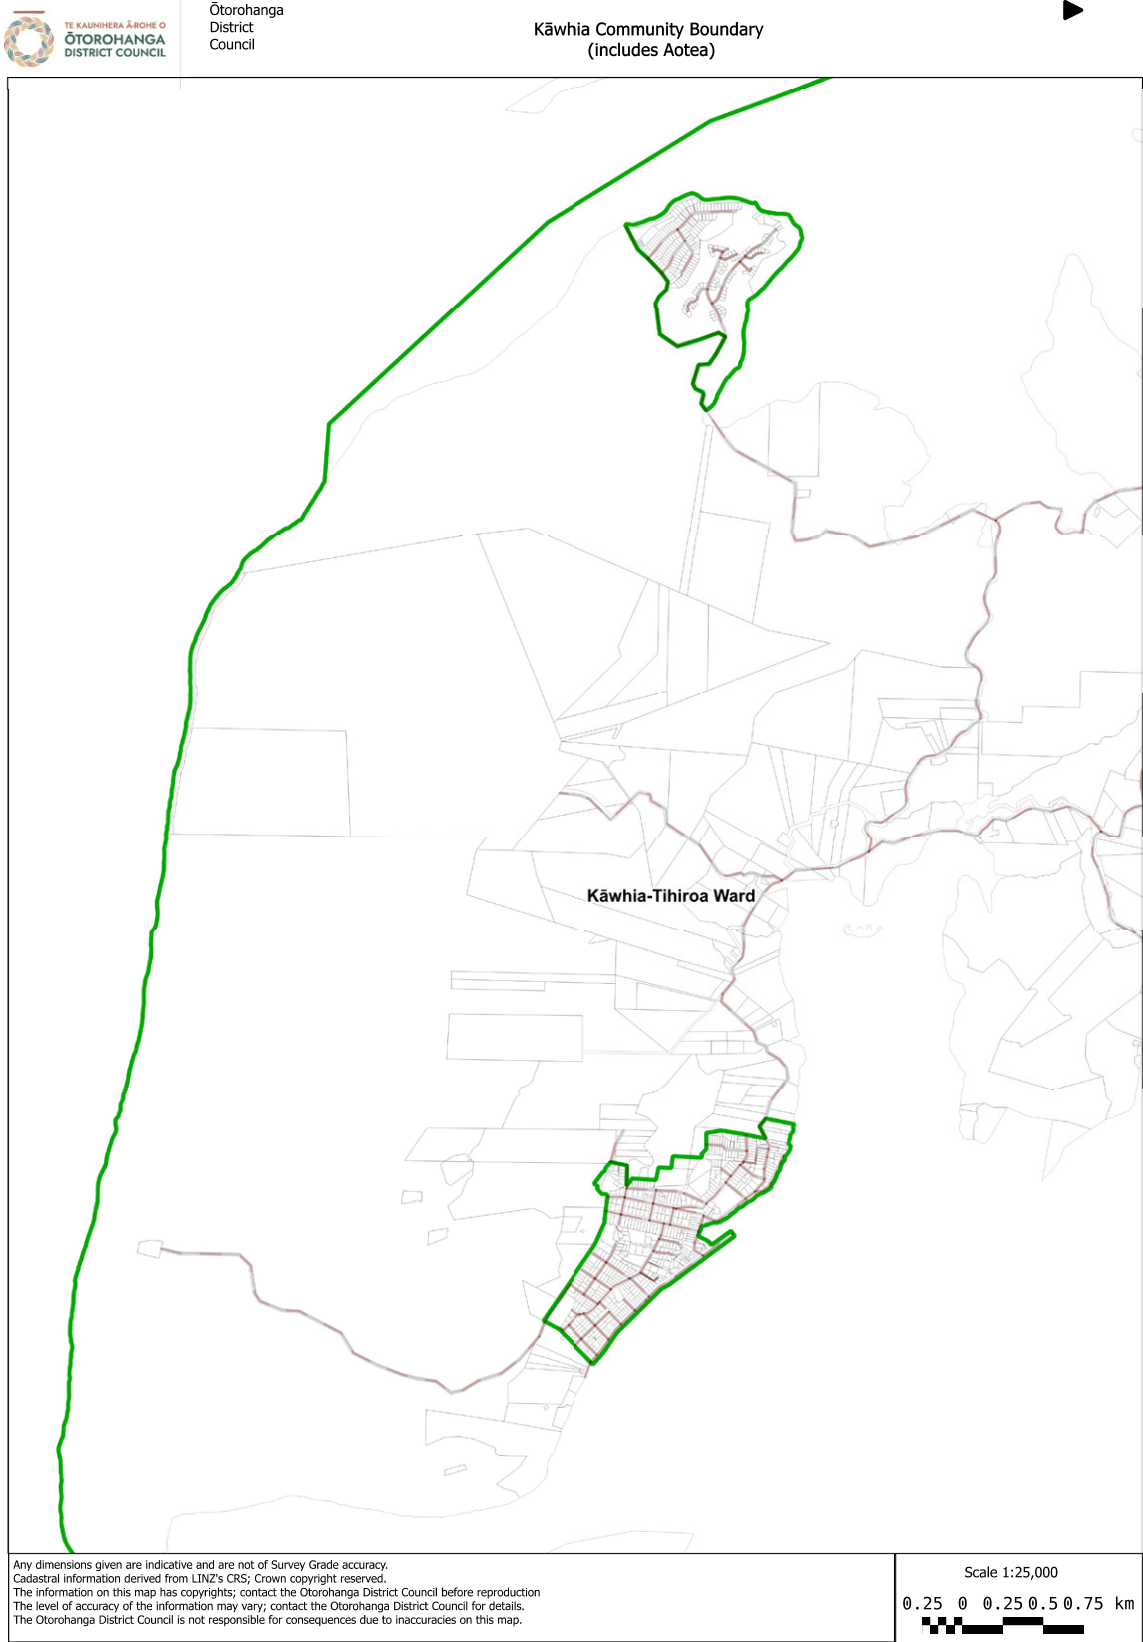 TE KAUNIHERA Ā-ROHE O
ŌTOROHANGA
DISTRICT COUNCIL
Ōtorohanga
District
Council
Kāwhia Community Boundary
(includes Aotea)
Kāwhia-Tihiroa Ward
Any dimensions given are indicative and are not of Survey Grade accuracy.
Cadastral information derived from LINZ's CRS; Crown copyright reserved.
The information on this map has copyrights; contact the Otorohanga District Council before reproduction
The level of accuracy of the information may vary; contact the Otorohanga District Council for details.
The Otorohanga District Council is not responsible for consequences due to inaccuracies on this map.
Scale 1:25,000
0.25 0 0.25 0.5 0.75 km